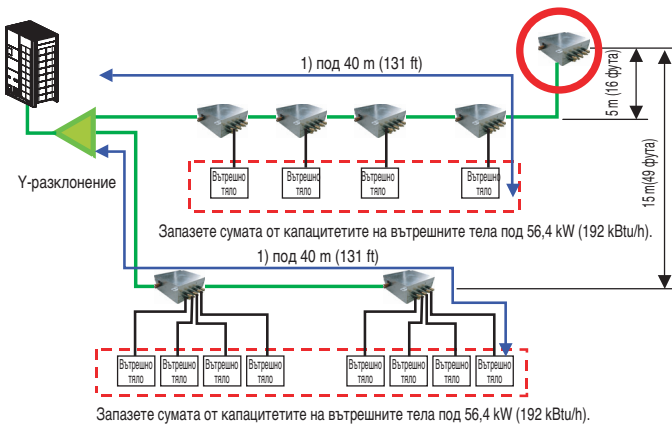 1) под 40 m (131 ft)
5 m (16 фута)
15 m(49 фута)
Y-разклонение
Вътрешно
тяло
Вътрешно
тяло
Вътрешно
тяло
Вътрешно
тяло
Запазете сумата от капацитетите на вътрешните тела под 56,4 kW (192 kBtu/h).
1) под 40 m (131 ft)
Вътрешно
тяло
Вътрешно
тяло
Вътрешно
тяло
Вътрешно
тяло
Вътрешно
тяло
Вътрешно
тяло
Вътрешно
тяло
Вътрешно
тяло
Запазете сумата от капацитетите на вътрешните тела под 56,4 kW (192 kBtu/h).